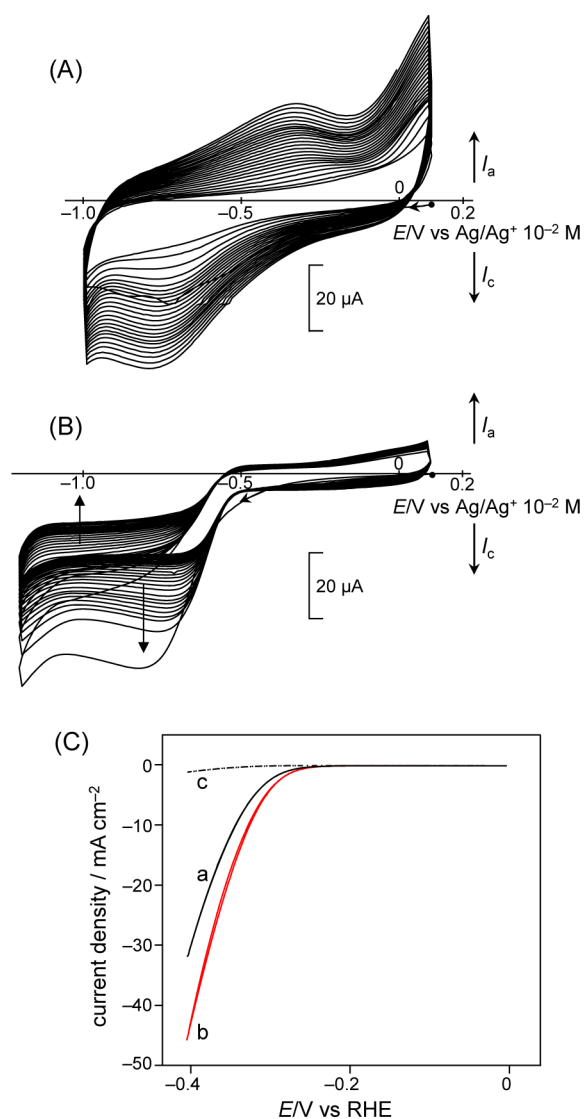 (A)
Iₐ
−1.0
−0.5
0
0.2
E/V vs Ag/Ag⁺ 10⁻² M
I꜀
20 µA
(B)
Iₐ
−1.0
−0.5
0
0.2
E/V vs Ag/Ag⁺ 10⁻² M
I꜀
20 µA
(C)
0
c
−10
a
−20
−30
−40
b
−50
−0.4
−0.2
0
current density / mA cm⁻²
E/V vs RHE